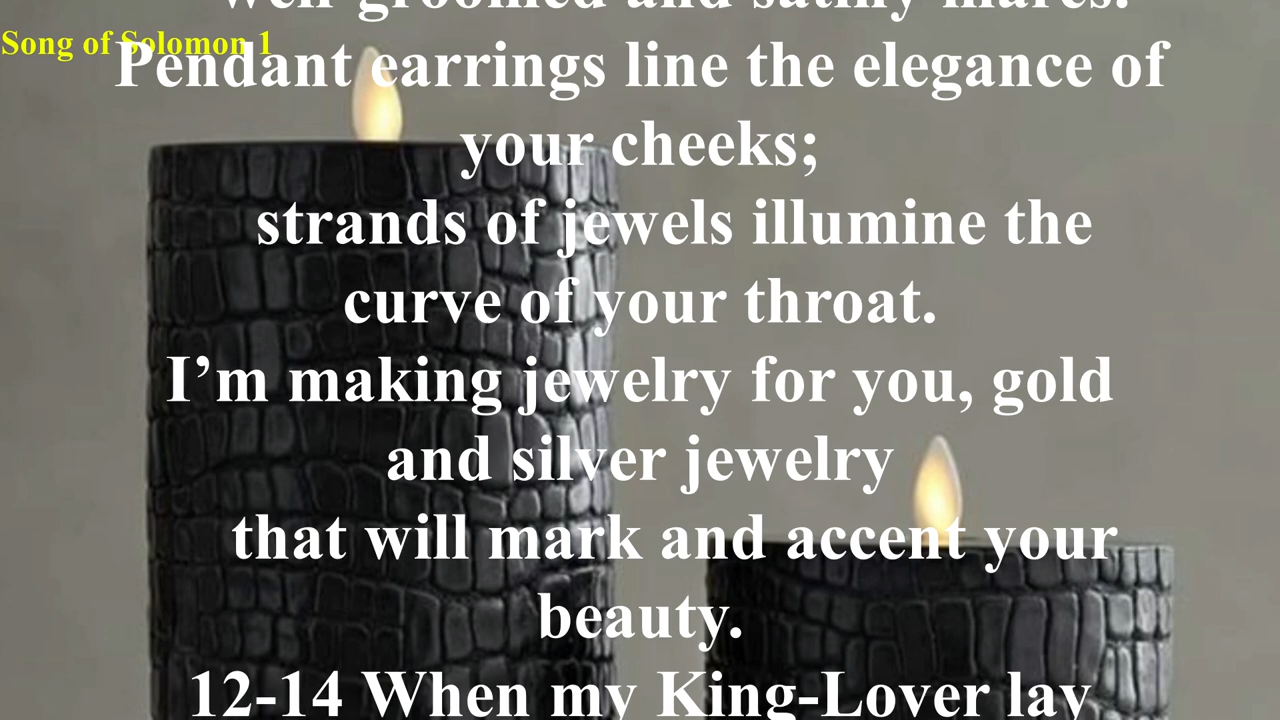 well-groomed and satiny mares.
Song of Solomon 1
Pendant earrings line the elegance of
your cheeks;
strands of jewels illumine the
curve of your throat.
I’m making jewelry for you, gold
and silver jewelry
that will mark and accent your
beauty.
12-14 When my King-Lover lay